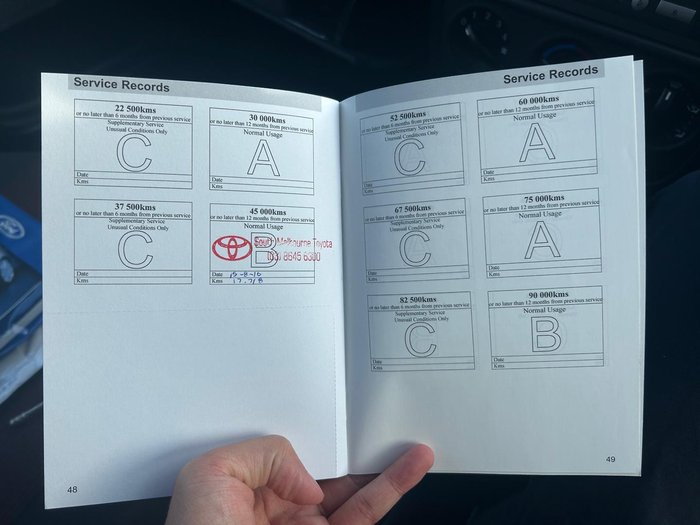 Service Records
22 500kms
or no later than 6 months from previous service
Supplementary Service
Unusual Conditions Only
C
Date
Kms
30 000kms
or no later than 12 months from previous service
Normal Usage
A
Date
Kms
37 500kms
or no later than 6 months from previous service
Supplementary Service
Unusual Conditions Only
C
Date
Kms
45 000kms
or no later than 12 months from previous service
Normal Usage
B
South Melbourne Toyota
(03) 8645 6300
Date 15-8-16
Kms
48
Service Records
52 500kms
or no later than 6 months from previous service
Supplementary Service
Unusual Conditions Only
C
Date
Kms
60 000kms
or no later than 12 months from previous service
Normal Usage
A
Date
Kms
67 500kms
or no later than 6 months from previous service
Supplementary Service
Unusual Conditions Only
C
Date
Kms
75 000kms
or no later than 12 months from previous service
Normal Usage
A
Date
Kms
82 500kms
or no later than 6 months from previous service
Supplementary Service
Unusual Conditions Only
C
Date
Kms
90 000kms
or no later than 12 months from previous service
Normal Usage
B
Date
Kms
49